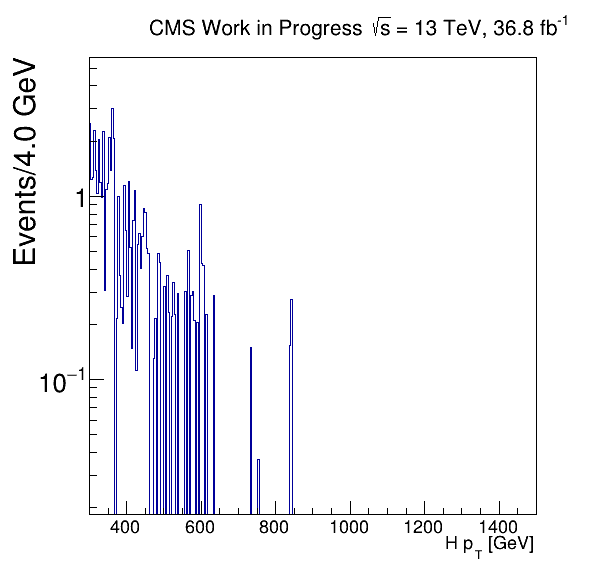 CMS Work in Progress √s = 13 TeV, 36.8 fb⁻¹
Events/4.0 GeV
1
10⁻¹
400 600 800 1000 1200 1400
H p_T [GeV]